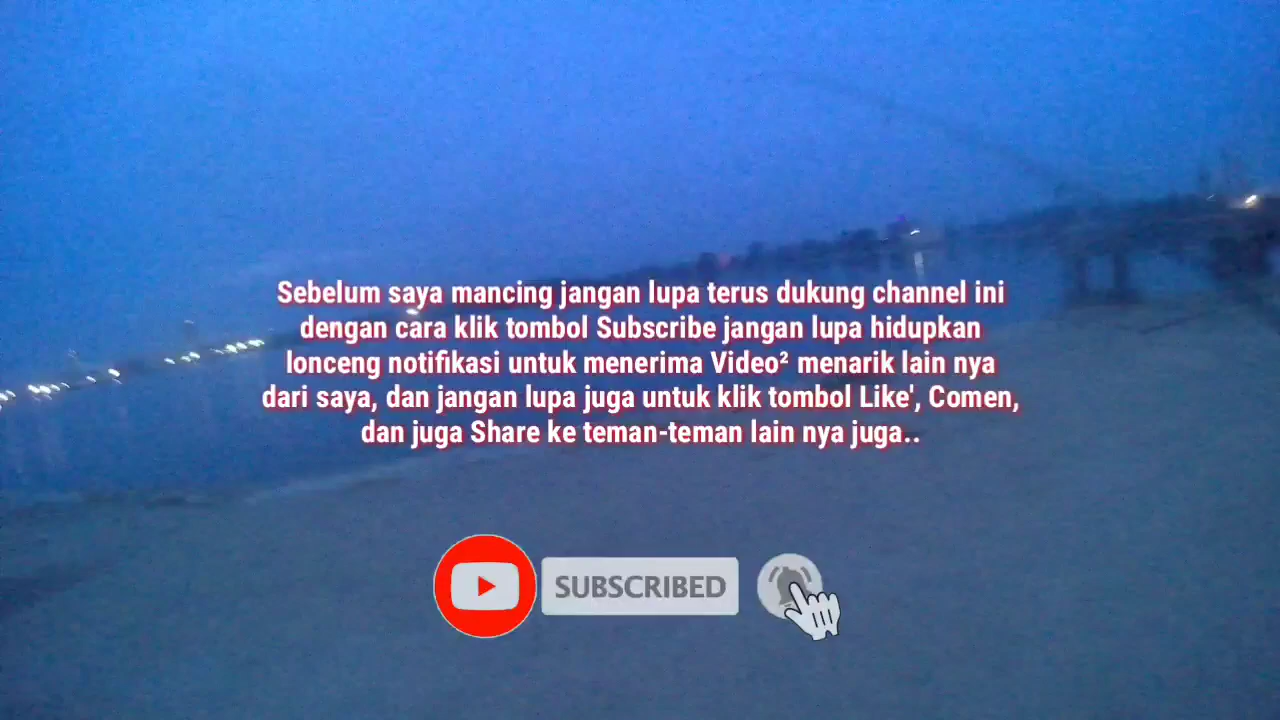 Sebelum saya mancing jangan lupa terus dukung channel ini
dengan cara klik tombol Subscribe jangan lupa hidupkan
lonceng notifikasi untuk menerima Video² menarik lain nya
dari saya, dan jangan lupa juga untuk klik tombol Like', Comen,
dan juga Share ke teman-teman lain nya juga..
SUBSCRIBED